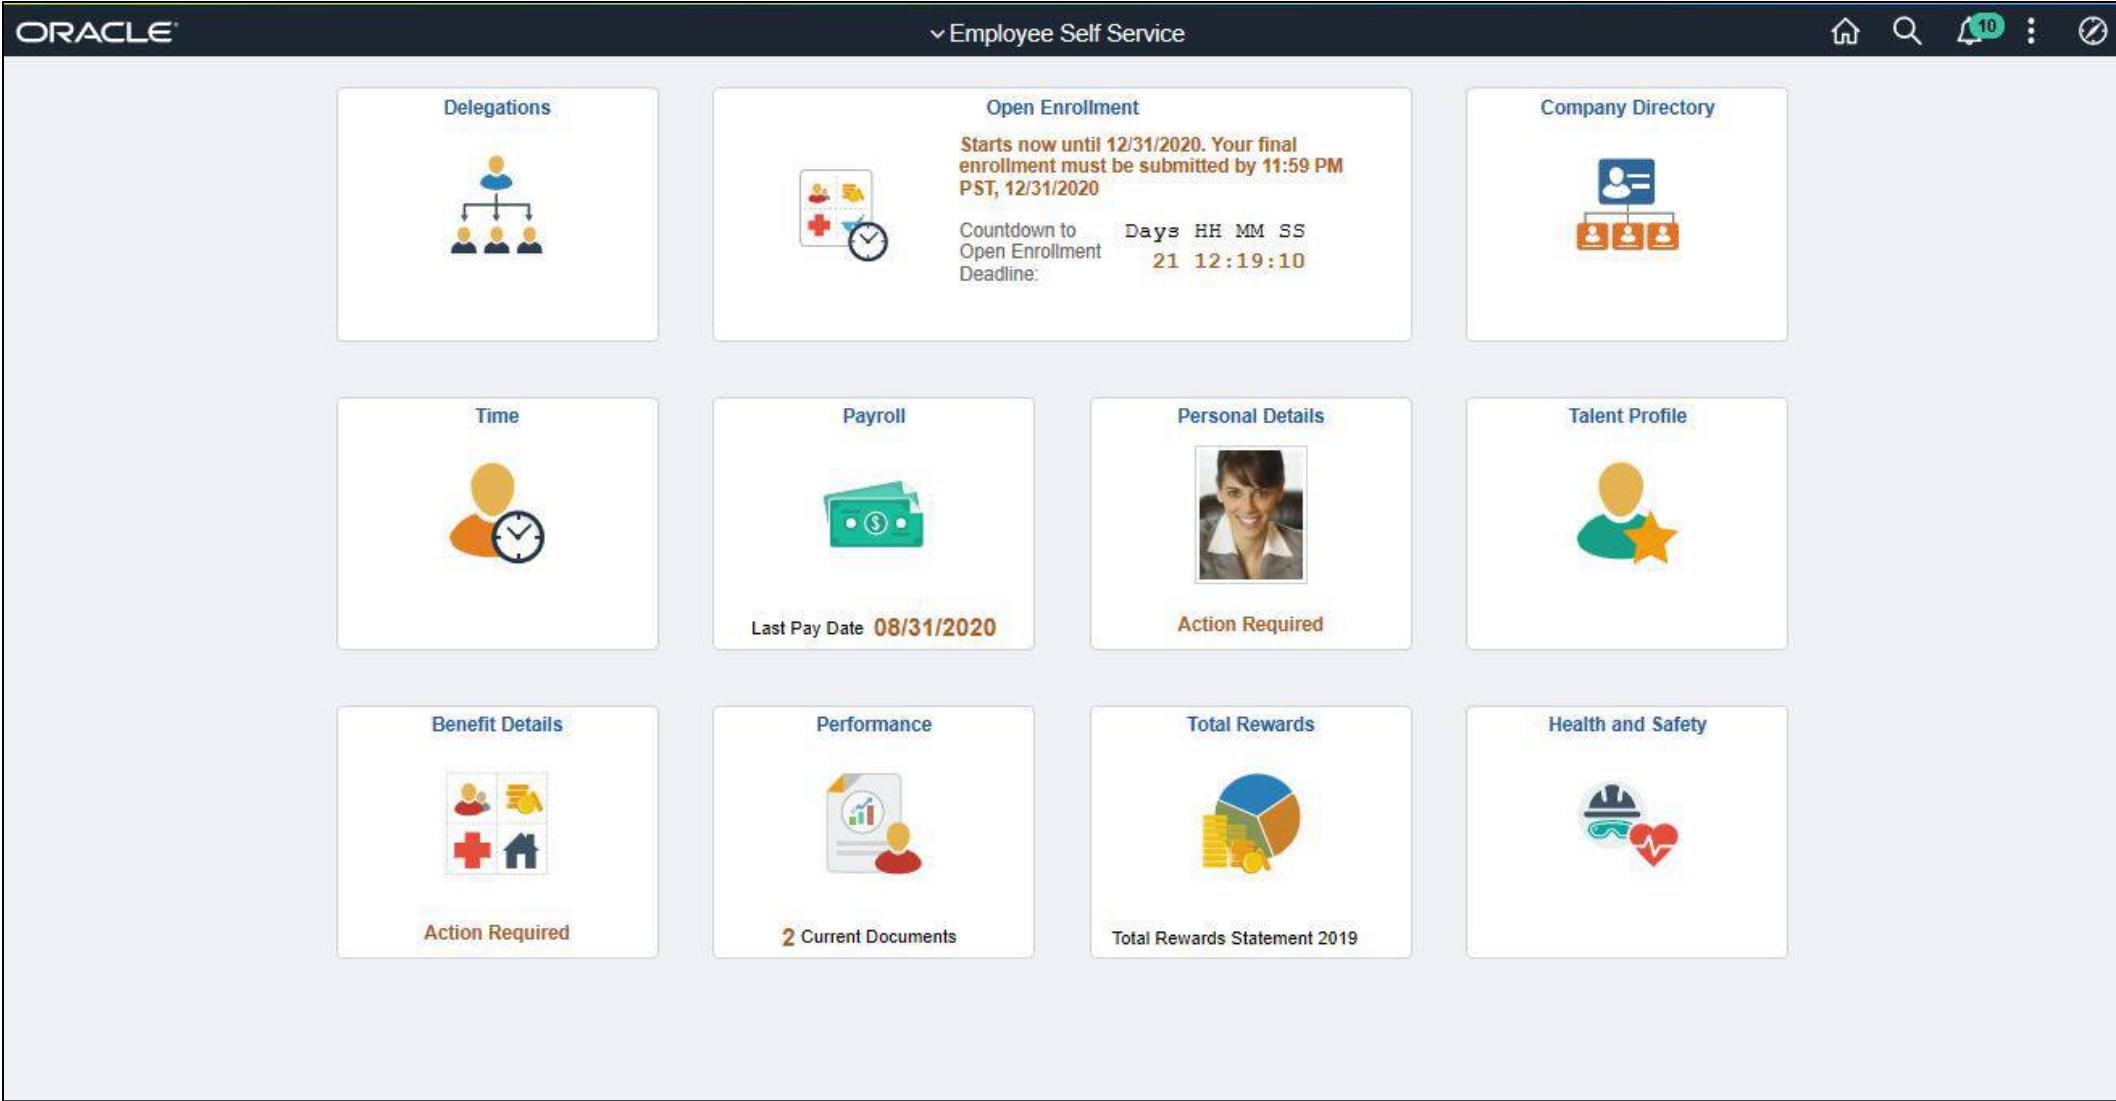 ORACLE
Employee Self Service
10
Delegations
Open Enrollment
Starts now until 12/31/2020. Your final
enrollment must be submitted by 11:59 PM
PST, 12/31/2020
Countdown to
Open Enrollment
Deadline:
Days HH MM SS
21 12:19:10
Company Directory
Time
Payroll
Last Pay Date 08/31/2020
Personal Details
Action Required
Talent Profile
Benefit Details
Action Required
Performance
2 Current Documents
Total Rewards
Total Rewards Statement 2019
Health and Safety